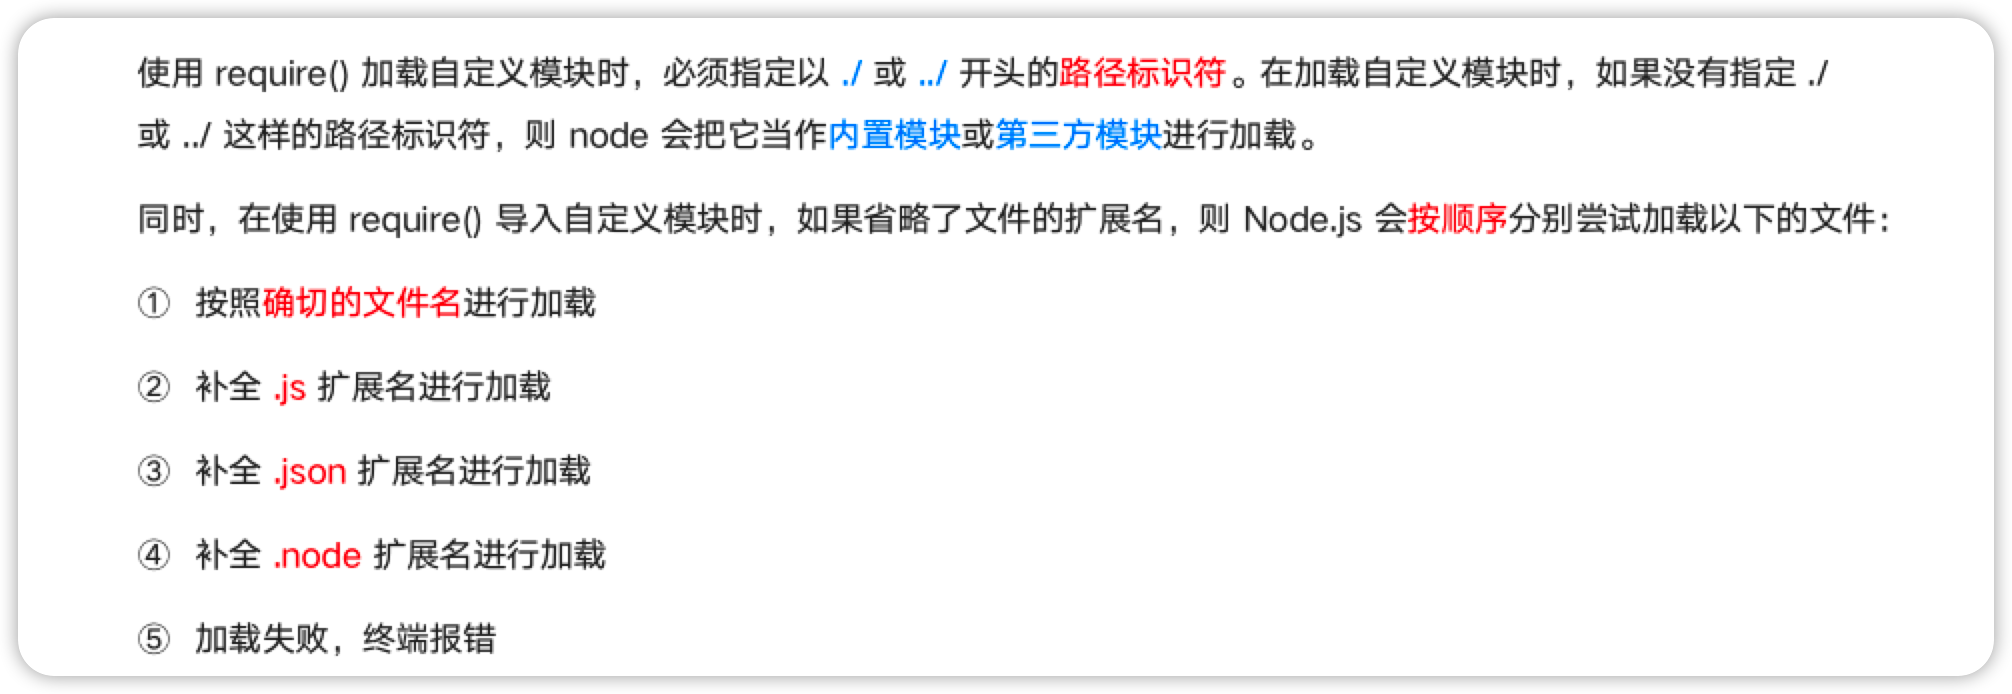 使用 require() 加载自定义模块时，必须指定以 ./ 或 ../ 开头的路径标识符。在加载自定义模块时，如果没有指定 ./
或 ../ 这样的路径标识符，则 node 会把它当作内置模块或第三方模块进行加载。
同时，在使用 require() 导入自定义模块时，如果省略了文件的扩展名，则 Node.js 会按顺序分别尝试加载以下的文件：
① 按照确切的文件名进行加载
② 补全 .js 扩展名进行加载
③ 补全 .json 扩展名进行加载
④ 补全 .node 扩展名进行加载
⑤ 加载失败，终端报错